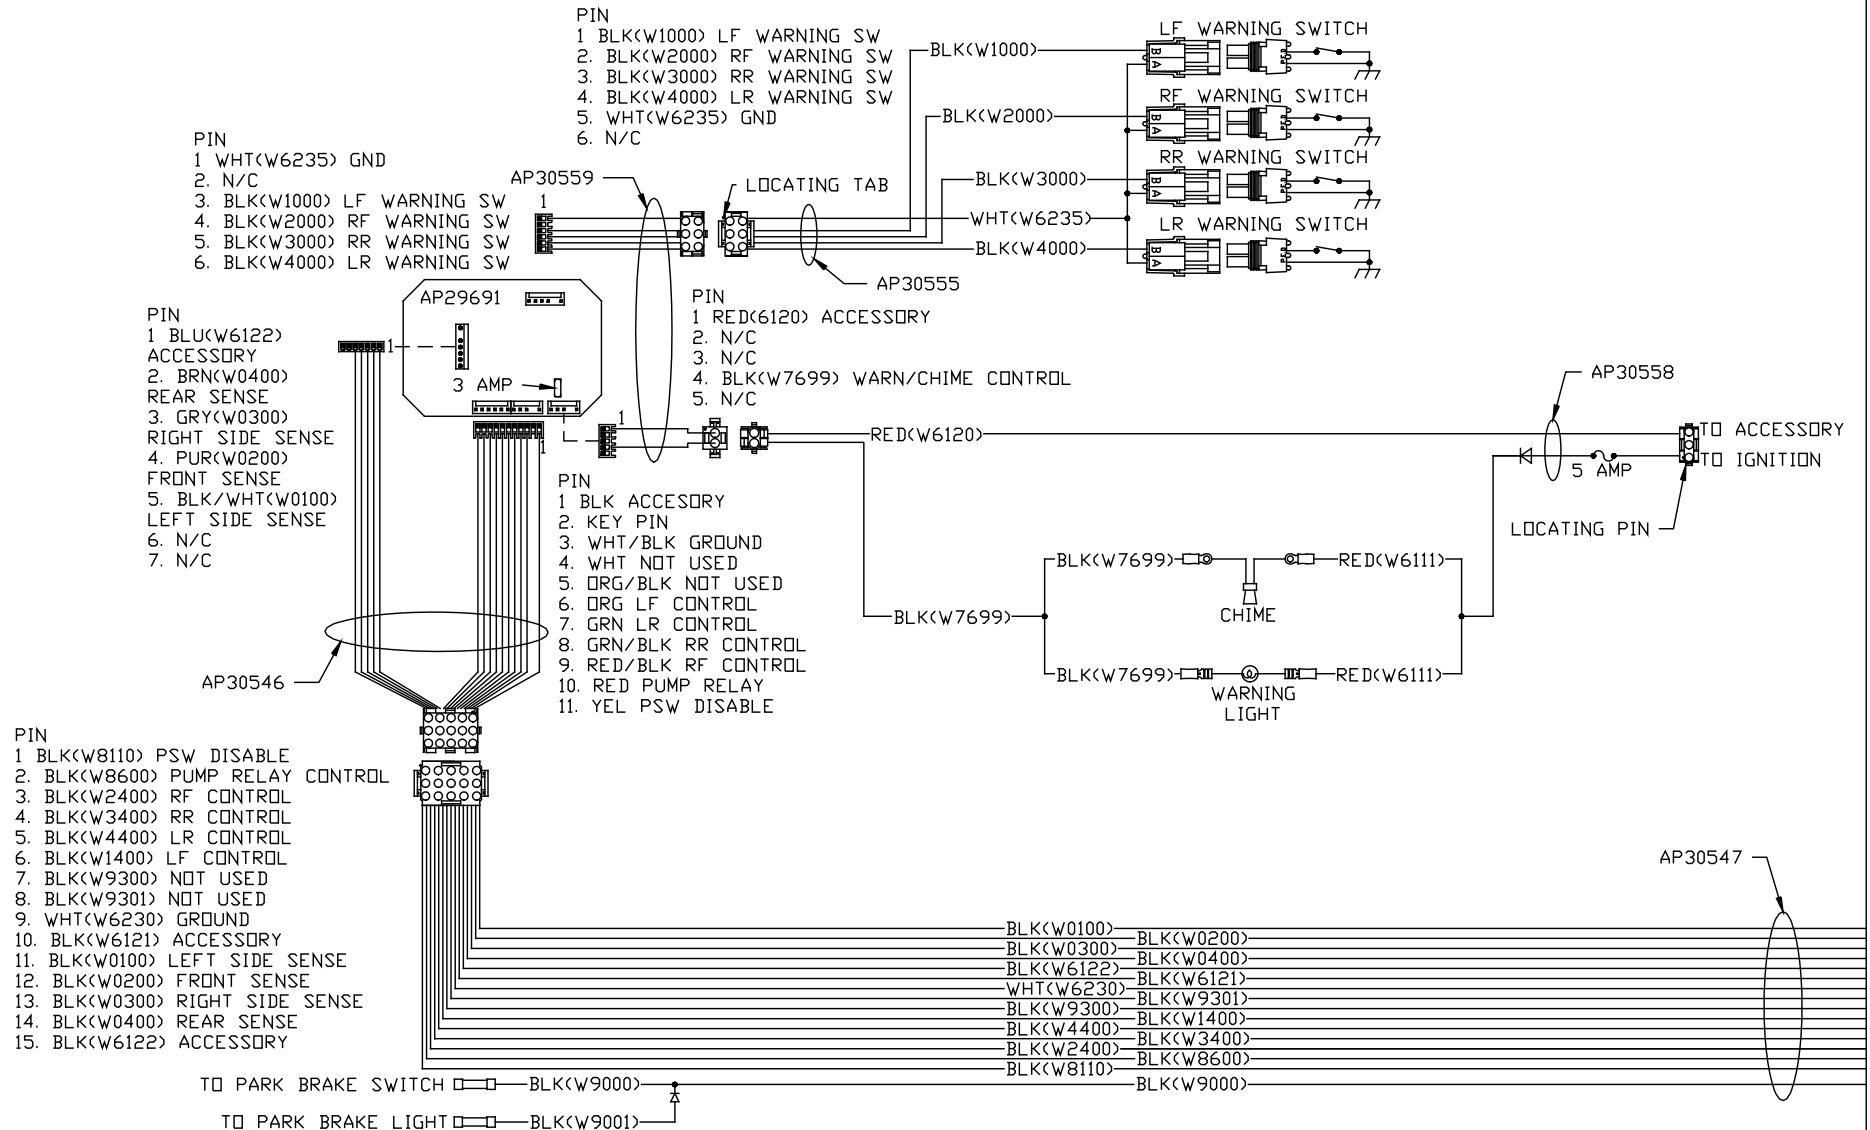 PIN
1 BLK(W1000) LF WARNING SW
2. BLK(W2000) RF WARNING SW
3. BLK(W3000) RR WARNING SW
4. BLK(W4000) LR WARNING SW
5. WHT(W6235) GND
6. N/C
BLK(W1000)
LF WARNING SWITCH
B
A
BLK(W2000)
RF WARNING SWITCH
B
A
BLK(W3000)
RR WARNING SWITCH
B
A
WHT(W6235)
BLK(W4000)
LR WARNING SWITCH
B
A
PIN
1 WHT(W6235) GND
2. N/C
3. BLK(W1000) LF WARNING SW
4. BLK(W2000) RF WARNING SW
5. BLK(W3000) RR WARNING SW
6. BLK(W4000) LR WARNING SW
AP30559
1
LOCATING TAB
AP30555
AP29691
1
3 AMP
1
1
PIN
1 BLU(W6122)
ACCESSORY
2. BRN(W0400)
REAR SENSE
3. GRY(W0300)
RIGHT SIDE SENSE
4. PUR(W0200)
FRONT SENSE
5. BLK/WHT(W0100)
LEFT SIDE SENSE
6. N/C
7. N/C
PIN
1 RED(6120) ACCESSORY
2. N/C
3. N/C
4. BLK(W7699) WARN/CHIME CONTROL
5. N/C
RED(W6120)
AP30558
TO ACCESSORY
TO IGNITION
5 AMP
LOCATING PIN
PIN
1 BLK ACCESORY
2. KEY PIN
3. WHT/BLK GROUND
4. WHT NOT USED
5. ORG/BLK NOT USED
6. ORG LF CONTROL
7. GRN LR CONTROL
8. GRN/BLK RR CONTROL
9. RED/BLK RF CONTROL
10. RED PUMP RELAY
11. YEL PSW DISABLE
BLK(W7699)
BLK(W7699)
RED(W6111)
CHIME
BLK(W7699)
RED(W6111)
WARNING
LIGHT
AP30546
PIN
1 BLK(W8110) PSW DISABLE
2. BLK(W8600) PUMP RELAY CONTROL
3. BLK(W2400) RF CONTROL
4. BLK(W3400) RR CONTROL
5. BLK(W4400) LR CONTROL
6. BLK(W1400) LF CONTROL
7. BLK(W9300) NOT USED
8. BLK(W9301) NOT USED
9. WHT(W6230) GROUND
10. BLK(W6121) ACCESSORY
11. BLK(W0100) LEFT SIDE SENSE
12. BLK(W0200) FRONT SENSE
13. BLK(W0300) RIGHT SIDE SENSE
14. BLK(W0400) REAR SENSE
15. BLK(W6122) ACCESSORY
AP30547
BLK(W0100)
BLK(W0200)
BLK(W0300)
BLK(W0400)
BLK(W6122)
BLK(W6121)
WHT(W6230)
BLK(W9301)
BLK(W9300)
BLK(W1400)
BLK(W4400)
BLK(W3400)
BLK(W2400)
BLK(W8600)
BLK(W8110)
TO PARK BRAKE SWITCH
BLK(W9000)
BLK(W9000)
TO PARK BRAKE LIGHT
BLK(W9001)